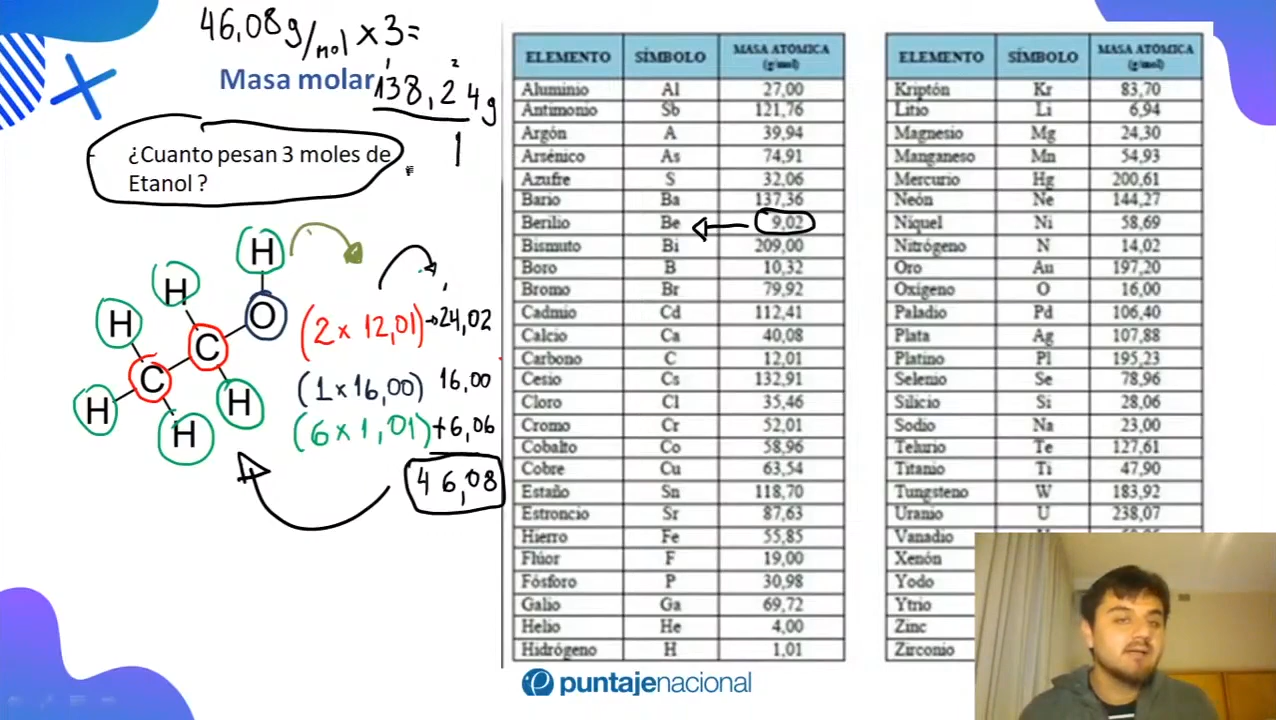 46,08g/mol x 3=
Masa molar
138,24g
1
2
1
¿Cuanto pesan 3 moles de
Etanol ?
H
H
H
O
C
C
H
H
H
(2 x 12,01)→24,02
(1 x 16,00) 16,00
(6 x 1,01)+6,06
46,08
ELEMENTO SÍMBOLO MASA ATÓMICA (g/mol)
Aluminio Al 27,00
Antimonio Sb 121,76
Argón A 39,94
Arsénico As 74,91
Azufre S 32,06
Bario Ba 137,36
Berilio Be 9,02
Bismuto Bi 209,00
Boro B 10,32
Bromo Br 79,92
Cadmio Cd 112,41
Calcio Ca 40,08
Carbono C 12,01
Cesio Cs 132,91
Cloro Cl 35,46
Cromo Cr 52,01
Cobalto Co 58,96
Cobre Cu 63,54
Estaño Sn 118,70
Estroncio Sr 87,63
Hierro Fe 55,85
Flúor F 19,00
Fósforo P 30,98
Galio Ga 69,72
Helio He 4,00
Hidrógeno H 1,01
ELEMENTO SÍMBOLO MASA ATÓMICA (g/mol)
Kriptón Kr 83,70
Litio Li 6,94
Magnesio Mg 24,30
Manganeso Mn 54,93
Mercurio Hg 200,61
Neón Ne 144,27
Níquel Ni 58,69
Nitrógeno N 14,02
Oro Au 197,20
Oxígeno O 16,00
Paladio Pd 106,40
Plata Ag 107,88
Platino Pl 195,23
Selenio Se 78,96
Silicio Si 28,06
Sodio Na 23,00
Telurio Te 127,61
Titanio Ti 47,90
Tungsteno W 183,92
Uranio U 238,07
Vanadio
Xenón
Yodo
Ytrio
Zinc
Zirconio
puntajenacional